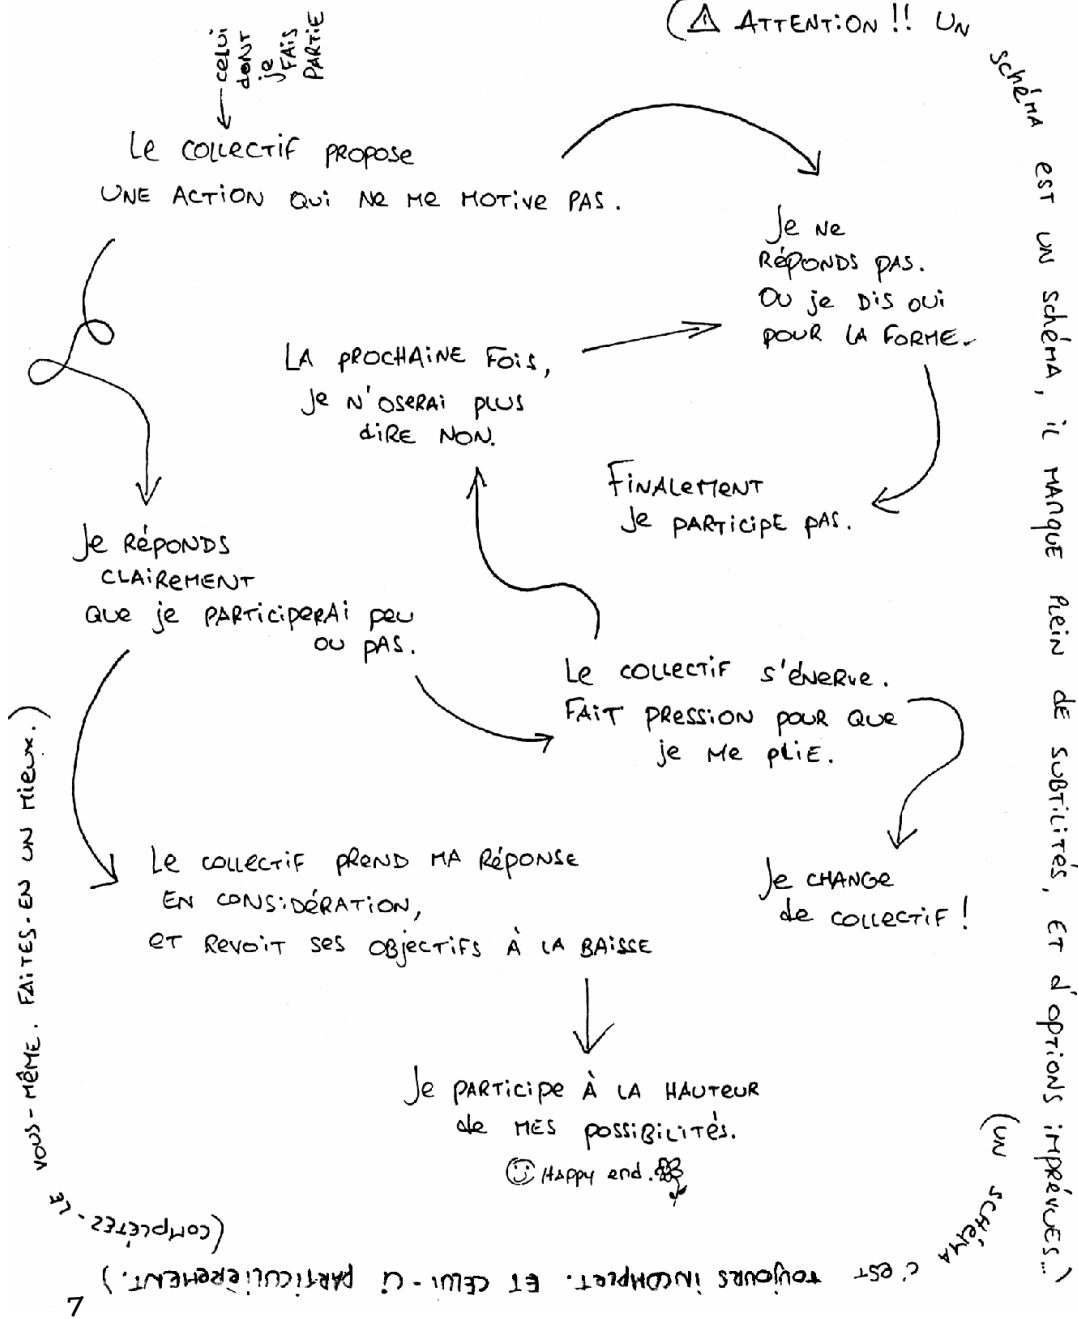 (⚠ ATTENTION !! UN
schéma est un schéma, il manque plein de subtilités, et d'options imprévues...)
(un schéma c'est toujours incomplet. Et celui-ci particulièrement.)
(complétez-le vous-même. Faites-en un mieux.)
celui
dont
je
fais
partie
Le collectif propose
une action qui ne me motive pas.
Je ne
réponds pas.
Ou je dis oui
pour la forme.
La prochaine fois,
je n'oserai plus
dire non.
Finalement
je participe pas.
Je réponds
clairement
que je participerai peu
ou pas.
Le collectif s'énerve.
Fait pression pour que
je me plie.
Le collectif prend ma réponse
en considération,
et revoit ses objectifs à la baisse
Je change
de collectif !
Je participe à la hauteur
de mes possibilités.
Happy end.
7